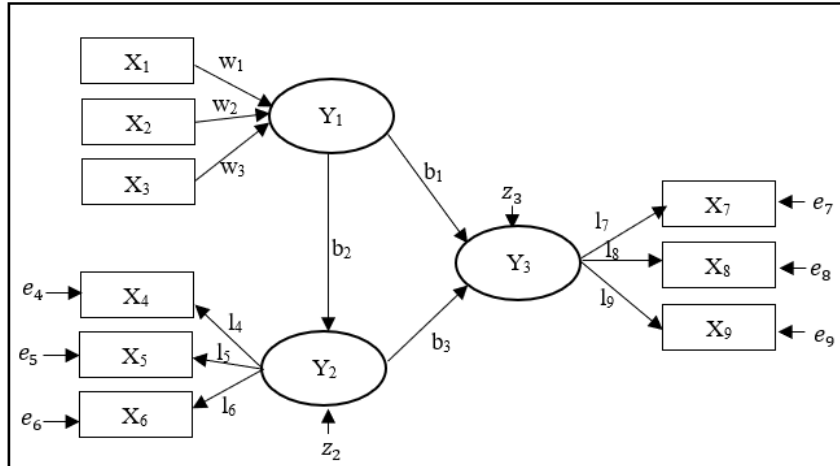 X₁
w₁
X₂
w₂
Y₁
X₃
w₃
b₁
z₃
X₇
e₇
l₇
b₂
Y₃
l₈
X₈
e₈
e₄
X₄
l₄
l₉
X₉
e₉
b₃
e₅
X₅
l₅
Y₂
e₆
X₆
l₆
z₂